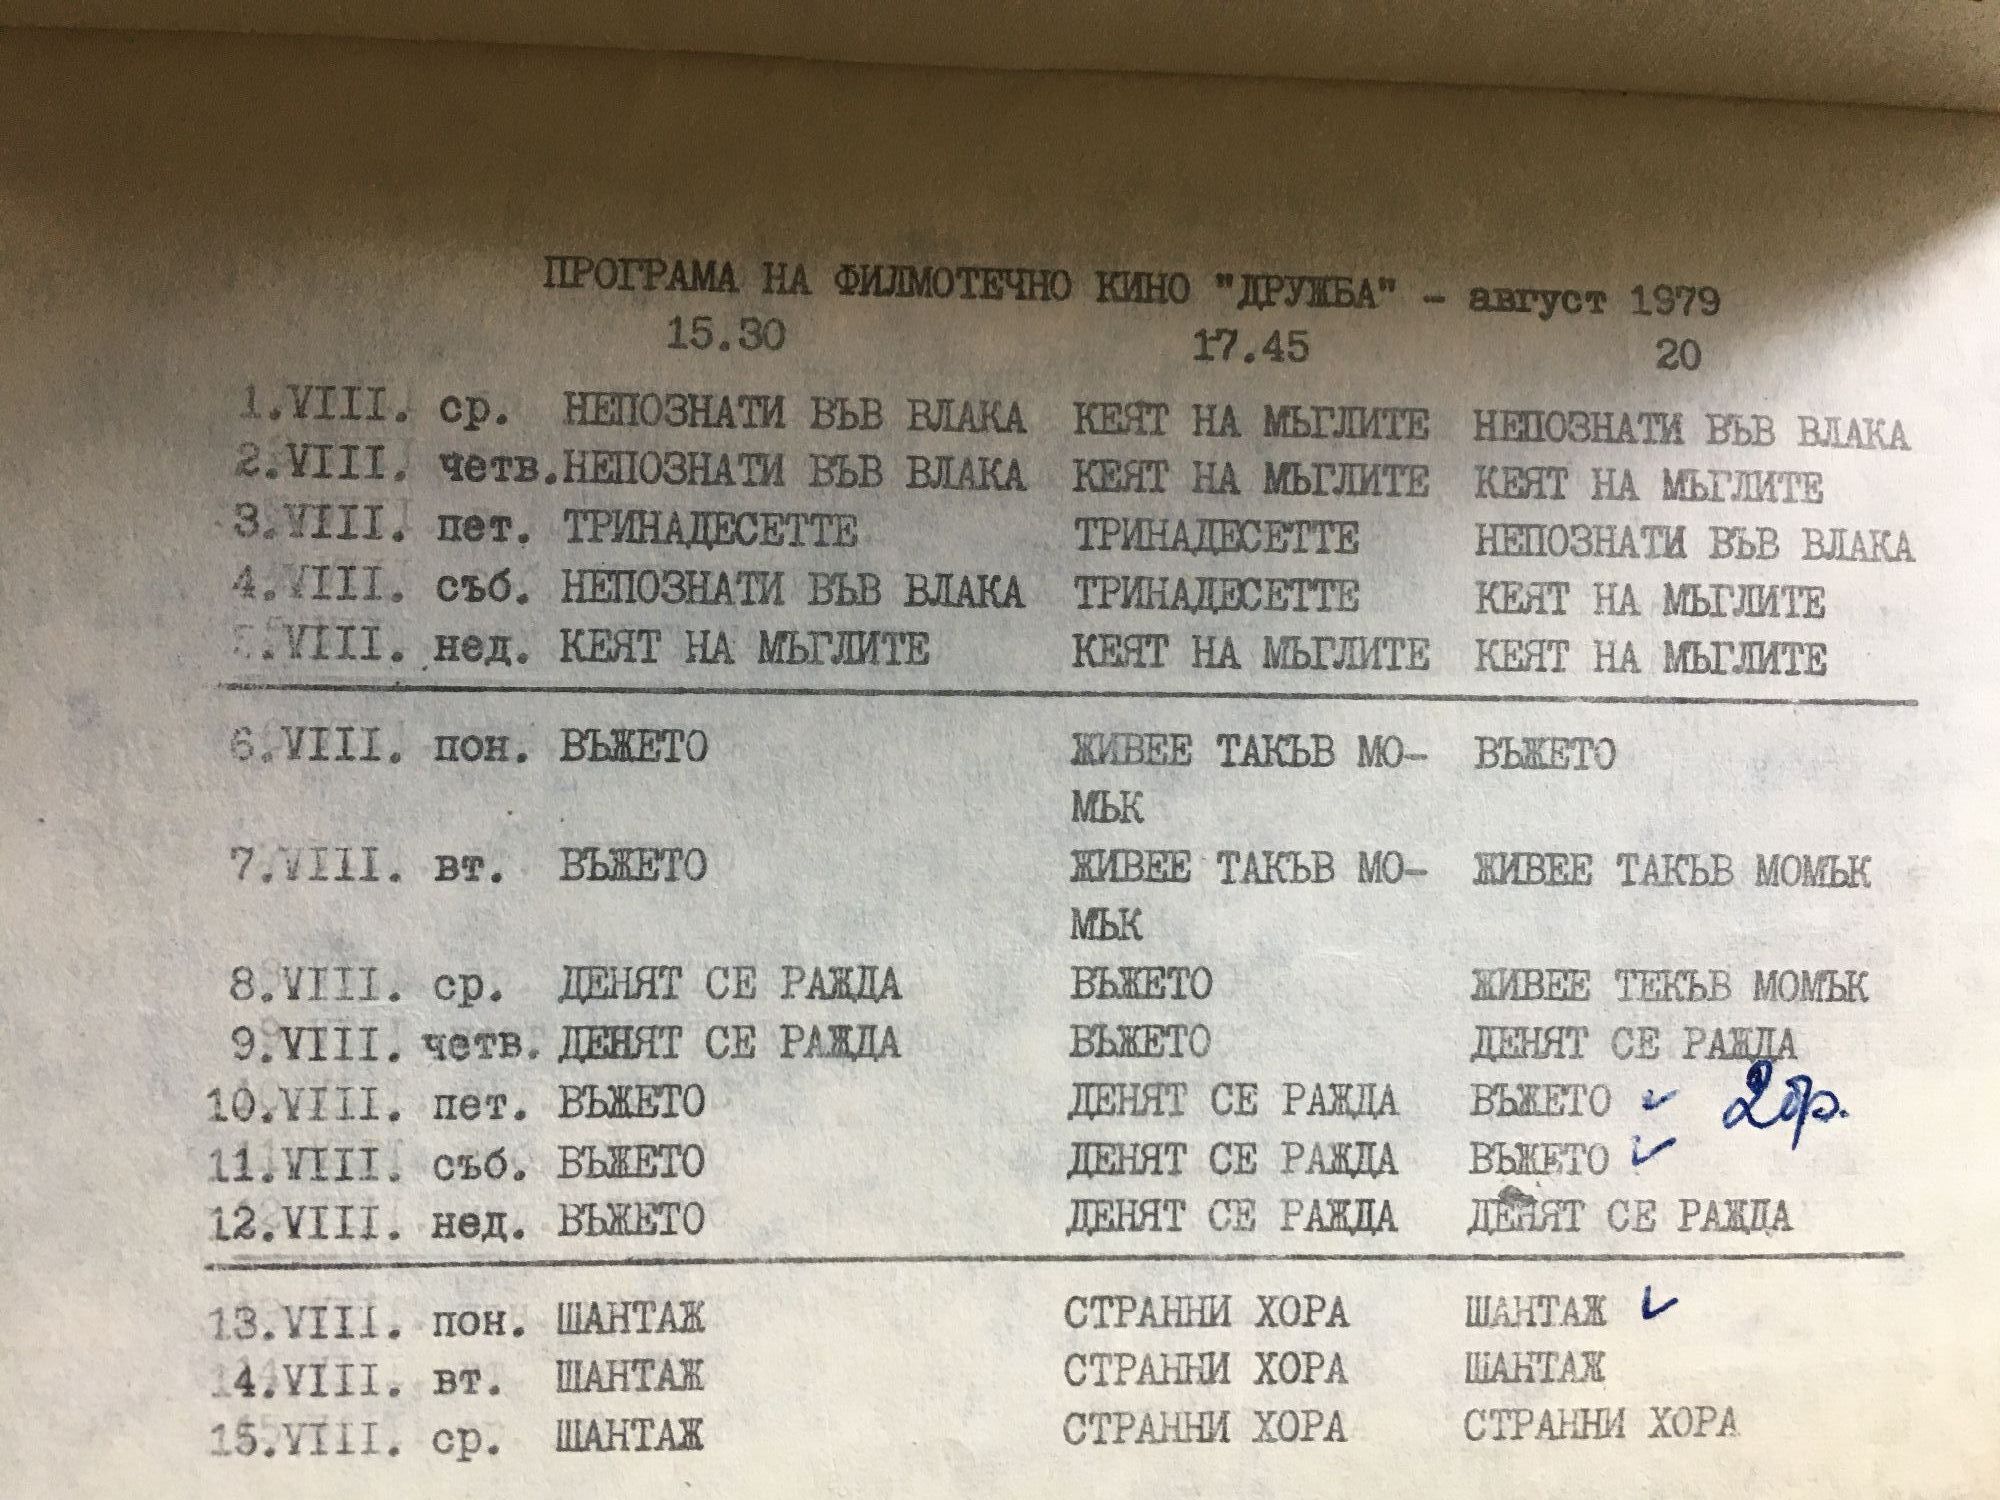 ПРОГРАМА НА ФИЛМОТЕЧНО КИНО "ДРУЖБА" - август 1979
15.30 17.45 20
1.VIII. ср. НЕПОЗНАТИ ВЪВ ВЛАКА КЕЯТ НА МЪГЛИТЕ НЕПОЗНАТИ ВЪВ ВЛАКА
2.VIII. четв. НЕПОЗНАТИ ВЪВ ВЛАКА КЕЯТ НА МЪГЛИТЕ КЕЯТ НА МЪГЛИТЕ
3.VIII. пет. ТРИНАДЕСЕТТЕ ТРИНАДЕСЕТТЕ НЕПОЗНАТИ ВЪВ ВЛАКА
4.VIII. съб. НЕПОЗНАТИ ВЪВ ВЛАКА ТРИНАДЕСЕТТЕ КЕЯТ НА МЪГЛИТЕ
5.VIII. нед. КЕЯТ НА МЪГЛИТЕ КЕЯТ НА МЪГЛИТЕ КЕЯТ НА МЪГЛИТЕ
6.VIII. пон. ВЪЖЕТО ЖИВЕЕ ТАКЪВ МО- ВЪЖЕТО
МЪК
7.VIII. вт. ВЪЖЕТО ЖИВЕЕ ТАКЪВ МО- ЖИВЕЕ ТАКЪВ МОМЪК
МЪК
8.VIII. ср. ДЕНЯТ СЕ РАЖДА ВЪЖЕТО ЖИВЕЕ ТЕКЪВ МОМЪК
9.VIII. четв. ДЕНЯТ СЕ РАЖДА ВЪЖЕТО ДЕНЯТ СЕ РАЖДА
10.VIII. пет. ВЪЖЕТО ДЕНЯТ СЕ РАЖДА ВЪЖЕТО ✓ 2 бр.
11.VIII. съб. ВЪЖЕТО ДЕНЯТ СЕ РАЖДА ВЪЖЕТО ✓
12.VIII. нед. ВЪЖЕТО ДЕНЯТ СЕ РАЖДА ДЕНЯТ СЕ РАЖДА
13.VIII. пон. ШАНТАЖ СТРАННИ ХОРА ШАНТАЖ ✓
14.VIII. вт. ШАНТАЖ СТРАННИ ХОРА ШАНТАЖ
15.VIII. ср. ШАНТАЖ СТРАННИ ХОРА СТРАННИ ХОРА